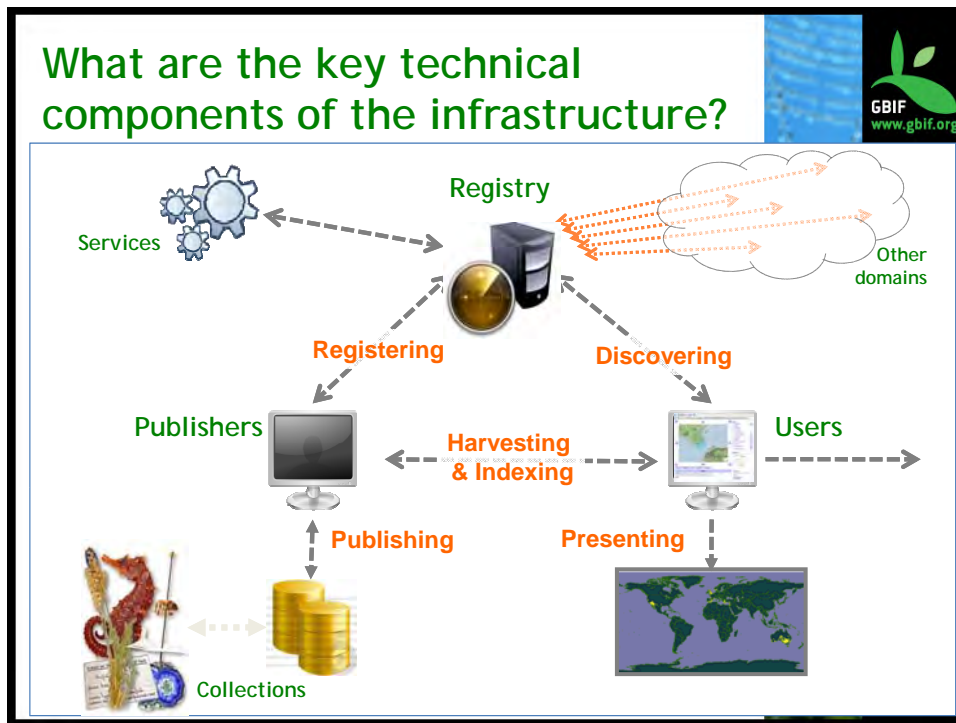 What are the key technical
components of the infrastructure?
GBIF
www.gbif.org
Registry
Services
Other
domains
Registering
Discovering
Publishers
Harvesting
& Indexing
Users
Publishing
Presenting
Collections